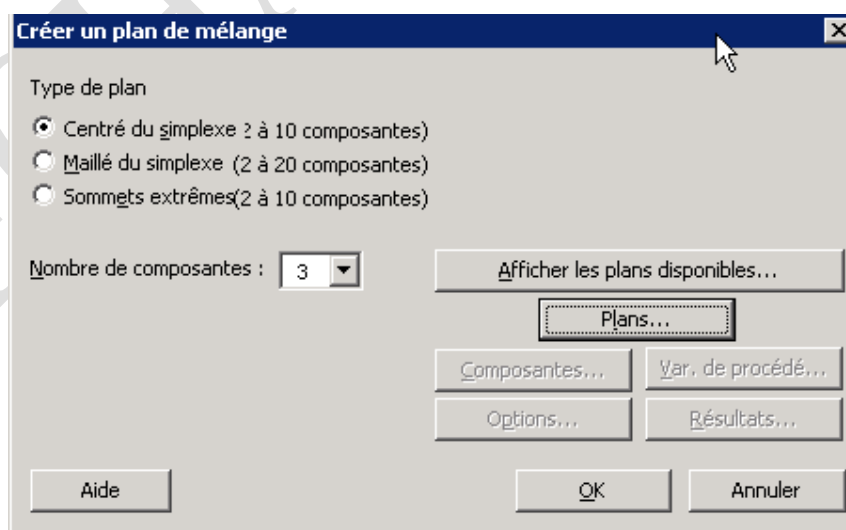 Créer un plan de mélange
Type de plan
Centré du simplexe 2 à 10 composantes)
Maillé du simplexe (2 à 20 composantes)
Sommets extrêmes(2 à 10 composantes)
Nombre de composantes : 3
Afficher les plans disponibles...
Plans...
Composantes...
Var. de procédé...
Options...
Résultats...
Aide
OK
Annuler